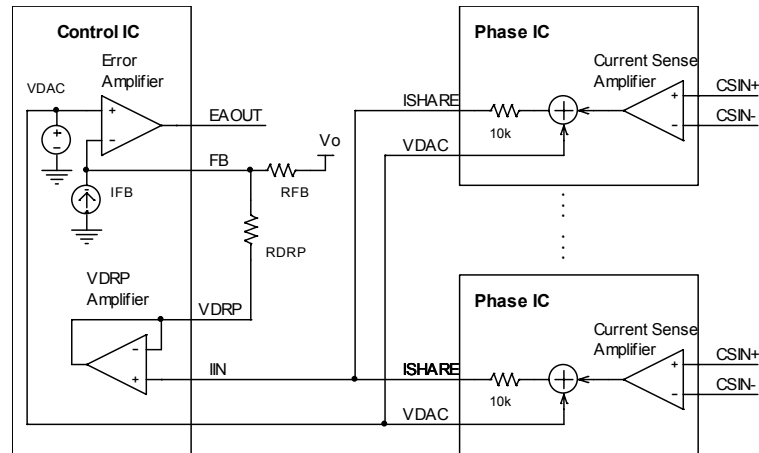 Control IC
Error
Amplifier
VDAC
+
-
+
-
EAOUT
FB
Vo
IFB
RFB
RDRP
VDRP
Amplifier
VDRP
-
+
IIN
Phase IC
Current Sense
Amplifier
CSIN+
CSIN-
+
-
ISHARE
10k
VDAC
Phase IC
Current Sense
Amplifier
CSIN+
CSIN-
+
-
ISHARE
10k
VDAC